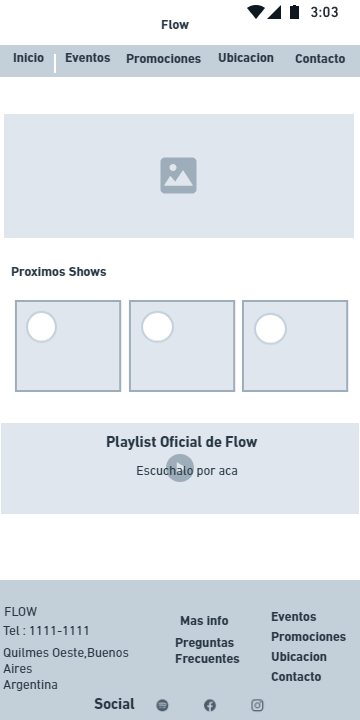 3:03
Flow
Inicio Eventos Promociones Ubicacion Contacto
Proximos Shows
Playlist Oficial de Flow
Escuchalo por aca
FLOW
Tel : 1111-1111
Quilmes Oeste,Buenos
Aires
Argentina
Mas info
Preguntas
Frecuentes
Eventos
Promociones
Ubicacion
Contacto
Social